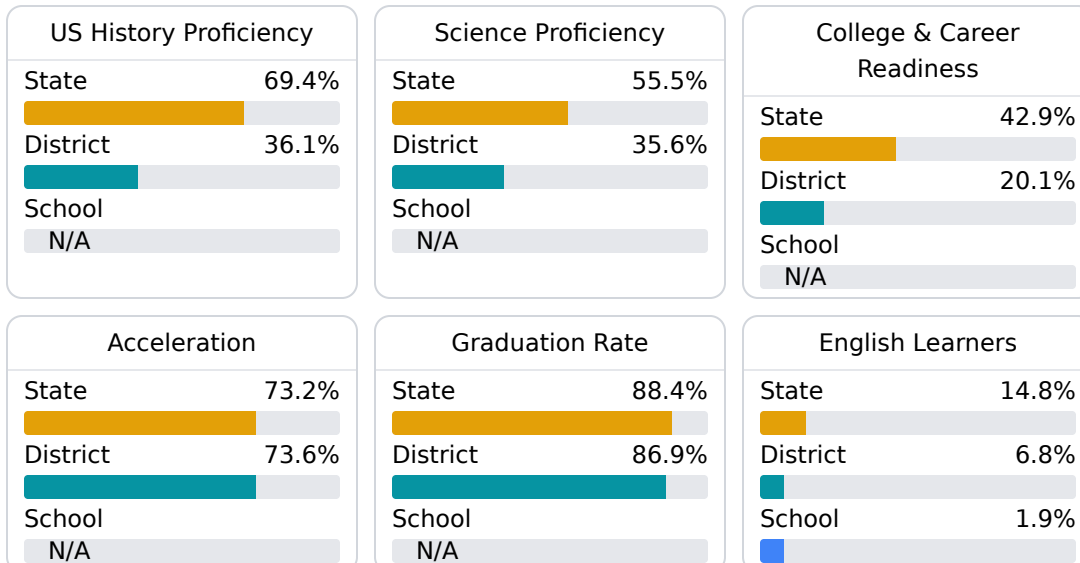 US History Proficiency
State 69.4%
District 36.1%
School
N/A
Science Proficiency
State 55.5%
District 35.6%
School
N/A
College & Career
Readiness
State 42.9%
District 20.1%
School
N/A
Acceleration
State 73.2%
District 73.6%
School
N/A
Graduation Rate
State 88.4%
District 86.9%
School
N/A
English Learners
State 14.8%
District 6.8%
School 1.9%